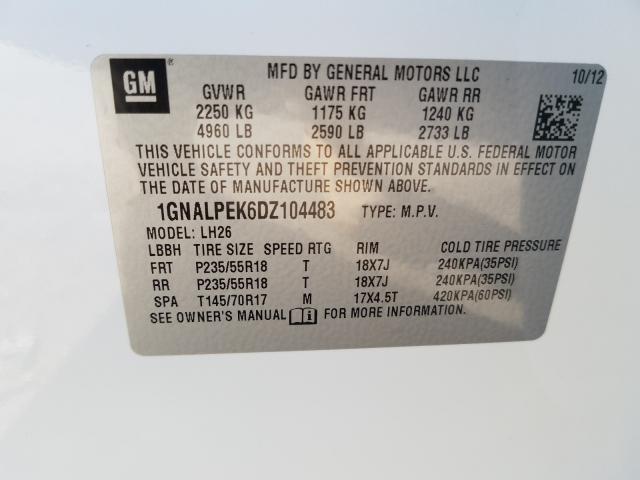 GM ® MFD BY GENERAL MOTORS LLC 10/12
GVWR GAWR FRT GAWR RR
2250 KG 1175 KG 1240 KG
4960 LB 2590 LB 2733 LB
THIS VEHICLE CONFORMS TO ALL APPLICABLE U.S. FEDERAL MOTOR
VEHICLE SAFETY AND THEFT PREVENTION STANDARDS IN EFFECT ON
THE DATE OF MANUFACTURE SHOWN ABOVE.
1GNALPEK6DZ104483 TYPE: M.P.V.
MODEL: LH26
LBBH TIRE SIZE SPEED RTG RIM COLD TIRE PRESSURE
FRT P235/55R18 T 18X7J 240KPA(35PSI)
RR P235/55R18 T 18X7J 240KPA(35PSI)
SPA T145/70R17 M 17X4.5T 420KPA(60PSI)
SEE OWNER'S MANUAL i FOR MORE INFORMATION.